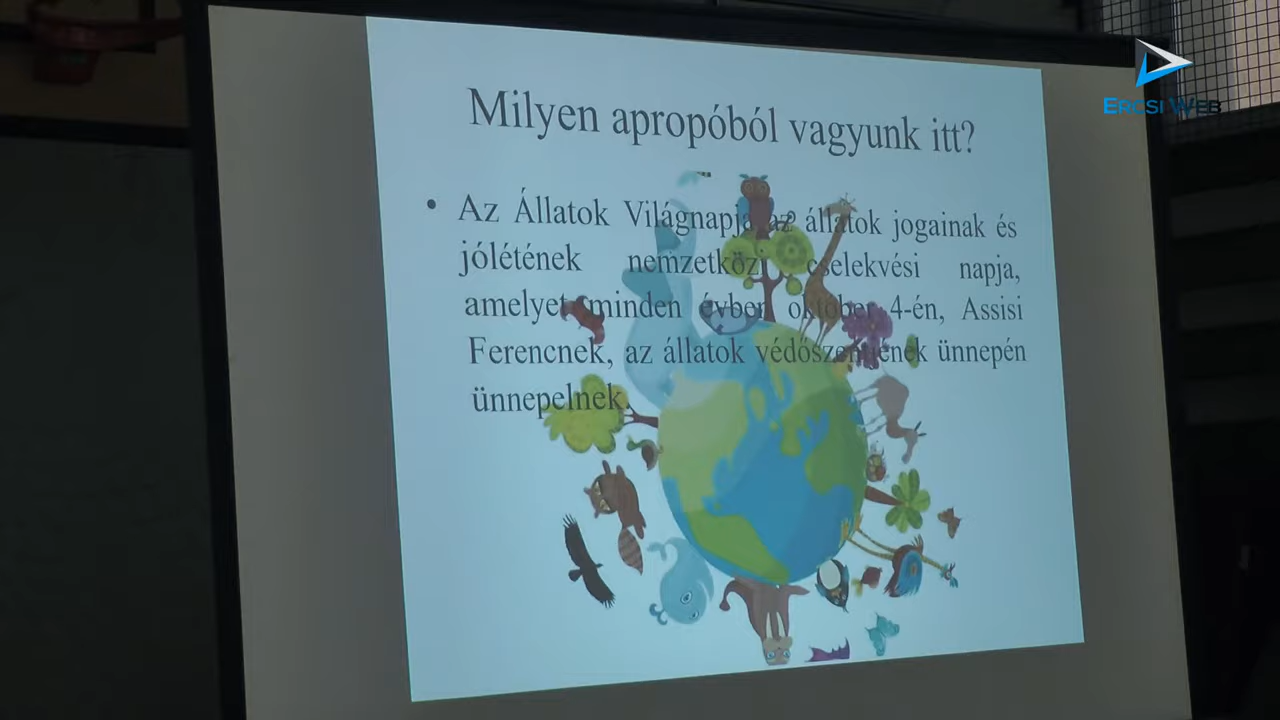 Milyen apropóból vagyunk itt?
• Az Állatok Világnapja az állatok jogainak és
jólétének nemzetközi cselekvési napja,
amelyet minden évben október 4-én, Assisi
Ferencnek, az állatok védőszentjének ünnepén
ünnepelnek.
ERCSI WEB